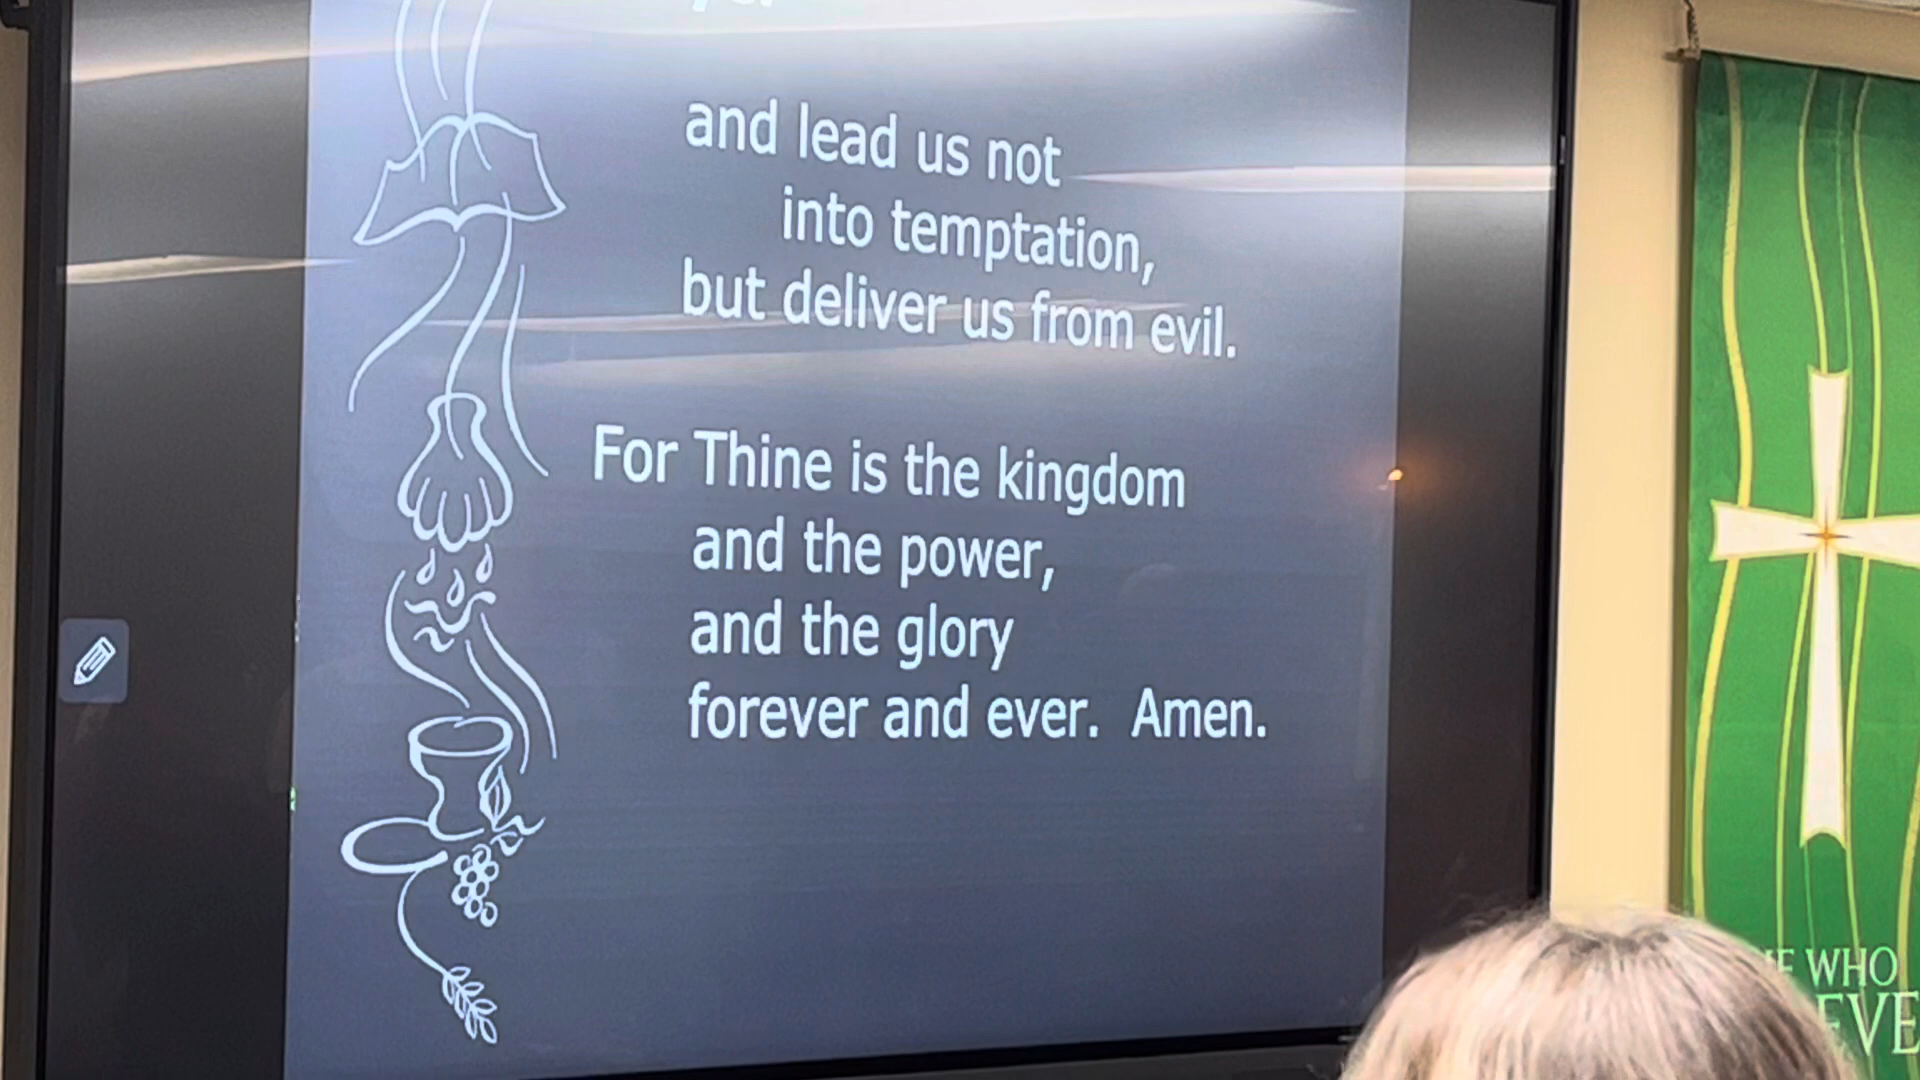 and lead us not
into temptation,
but deliver us from evil.
For Thine is the kingdom
and the power,
and the glory
forever and ever. Amen.
WHO